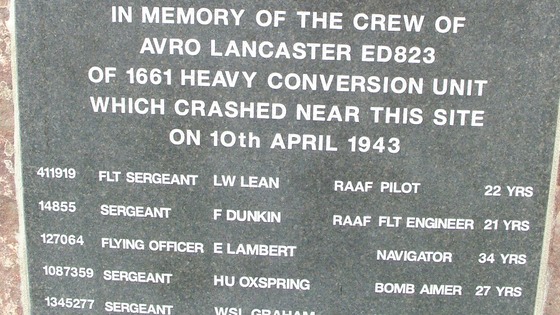 IN MEMORY OF THE CREW OF
AVRO LANCASTER ED823
OF 1661 HEAVY CONVERSION UNIT
WHICH CRASHED NEAR THIS SITE
ON 10th APRIL 1943
411919 FLT SERGEANT LW LEAN RAAF PILOT 22 YRS
14855 SERGEANT F DUNKIN RAAF FLT ENGINEER 21 YRS
127064 FLYING OFFICER E LAMBERT NAVIGATOR 34 YRS
1087359 SERGEANT HU OXSPRING BOMB AIMER 27 YRS
1345277 SERGEANT WSL GRAHAM